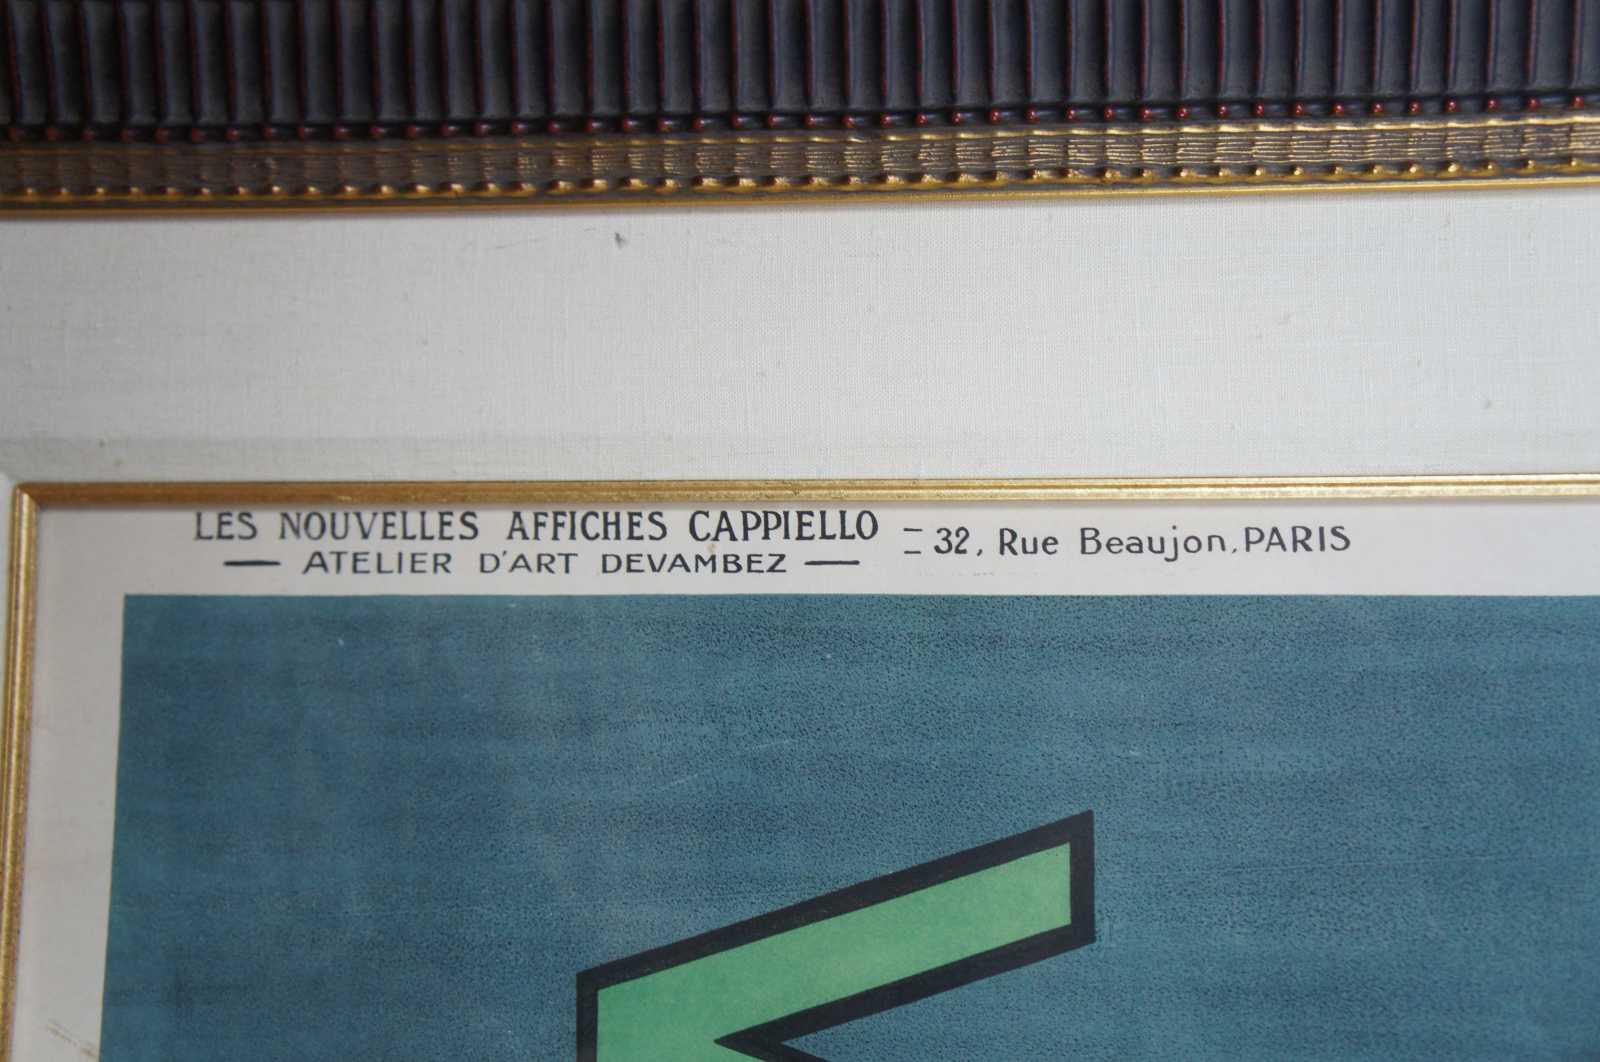 LES NOUVELLES AFFICHES CAPPIELLO
— ATELIER D'ART DEVAMBEZ —
= 32, Rue Beaujon, PARIS